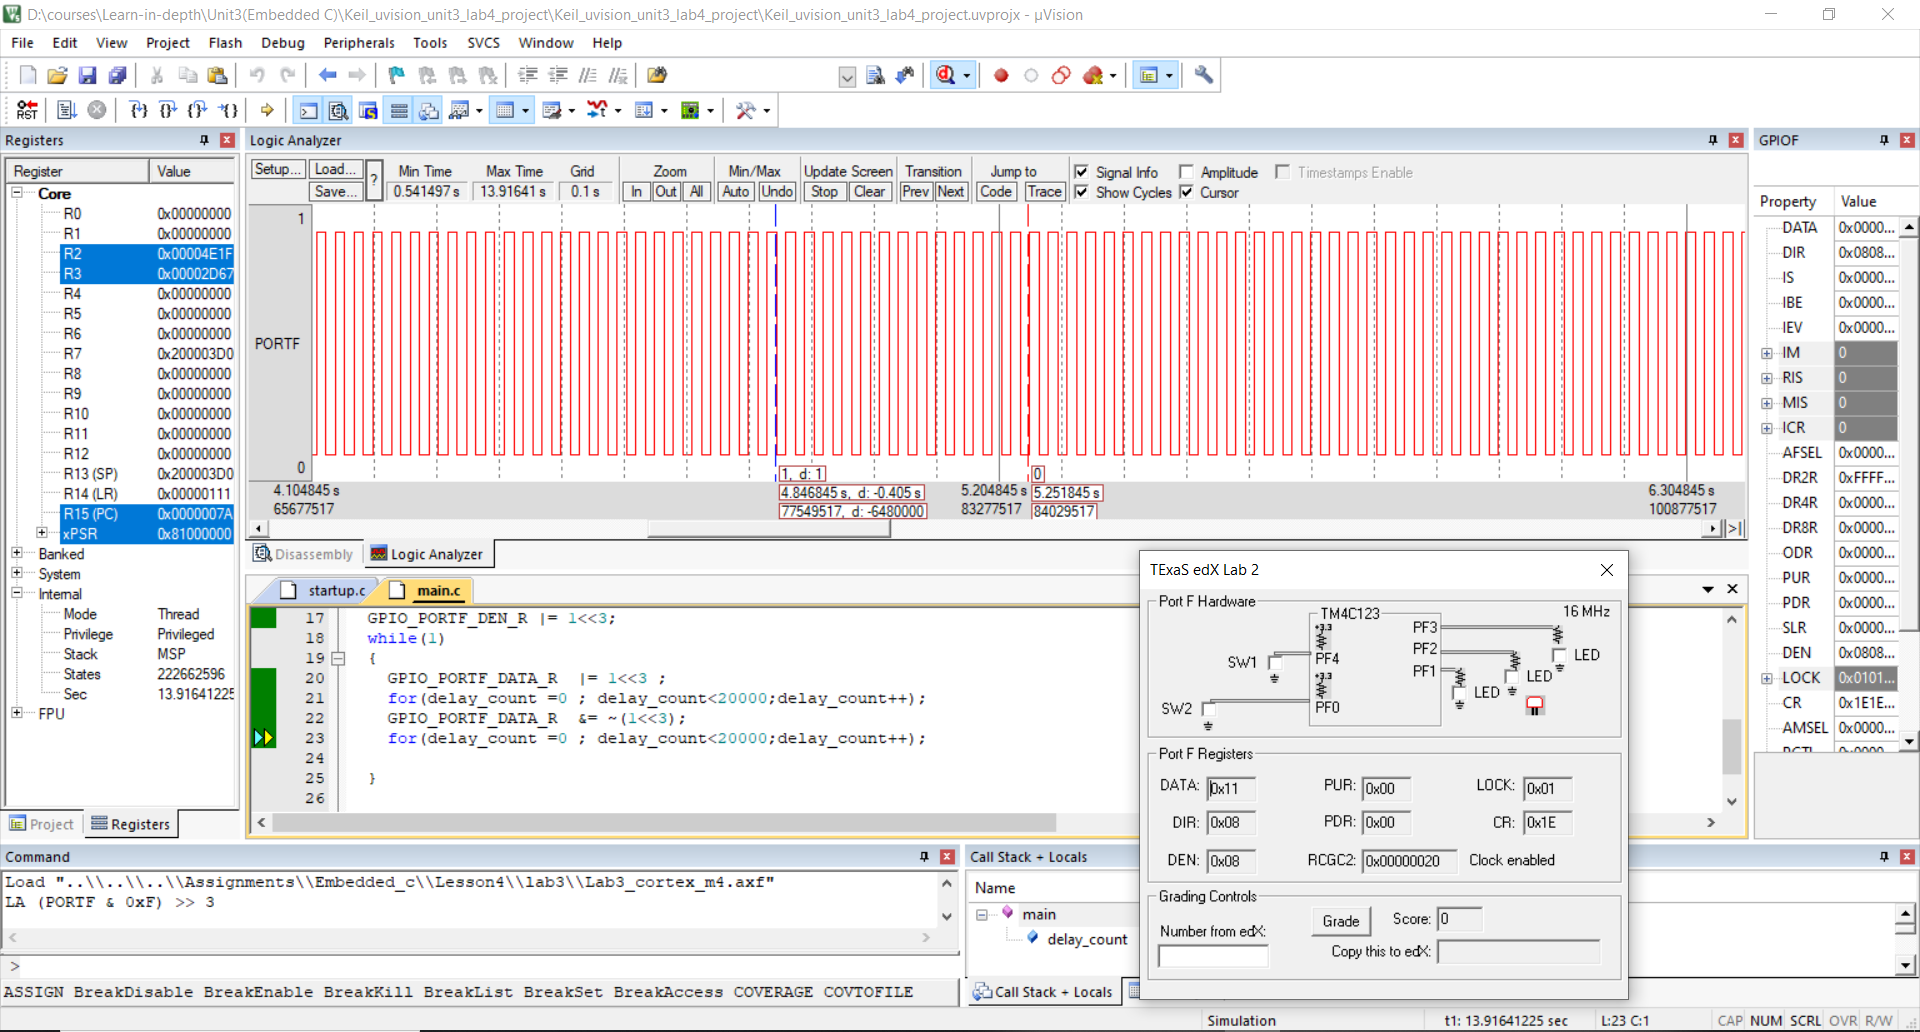 D:\courses\Learn-in-depth\Unit3(Embedded C)\Keil_uvision_unit3_lab4_project\Keil_uvision_unit3_lab4_project\Keil_uvision_unit3_lab4_project.uvprojx - µVision
File Edit View Project Flash Debug Peripherals Tools SVCS Window Help
RST
Registers
Register Value
Core
R0 0x00000000
R1 0x00000000
R2 0x00004E1F
R3 0x00002D67
R4 0x00000000
R5 0x00000000
R6 0x00000000
R7 0x200003D0
R8 0x00000000
R9 0x00000000
R10 0x00000000
R11 0x00000000
R12 0x00000000
R13 (SP) 0x200003D0
R14 (LR) 0x00000111
R15 (PC) 0x0000007A
xPSR 0x81000000
Banked
System
Internal
Mode Thread
Privilege Privileged
Stack MSP
States 222662596
Sec 13.91641225
FPU
Project Registers
Logic Analyzer
Setup... Load... Save... ?
Min Time Max Time Grid Zoom Min/Max Update Screen Transition Jump to
0.541497 s 13.91641 s 0.1 s In Out All Auto Undo Stop Clear Prev Next Code Trace
Signal Info Amplitude Timestamps Enable
Show Cycles Cursor
1
PORTF
0
1, d: 1 0
4.104845 s 4.846845 s, d: -0.405 s 5.204845 s 5.251845 s 6.304845 s
65677517 77549517, d: -6480000 83277517 84029517 100877517
Disassembly Logic Analyzer
startup.c main.c
17 GPIO_PORTF_DEN_R |= 1<<3;
18 while(1)
19 {
20 GPIO_PORTF_DATA_R |= 1<<3 ;
21 for(delay_count =0 ; delay_count<20000;delay_count++);
22 GPIO_PORTF_DATA_R &= ~(1<<3);
23 for(delay_count =0 ; delay_count<20000;delay_count++);
24
25 }
26
GPIOF
Property Value
DATA 0x0000...
DIR 0x0808...
IS 0x0000...
IBE 0x0000...
IEV 0x0000...
IM 0
RIS 0
MIS 0
ICR 0
AFSEL 0x0000...
DR2R 0xFFFF...
DR4R 0x0000...
DR8R 0x0000...
ODR 0x0000...
PUR 0x0000...
PDR 0x0000...
SLR 0x0000...
DEN 0x0808...
LOCK 0x0101...
CR 0x1E1E...
AMSEL 0x0000...
TExaS edX Lab 2
Port F Hardware
TM4C123 16 MHz
+3.3 PF3
SW1 PF4 PF2 LED
+3.3 PF1 LED
SW2 PF0 LED
Port F Registers
DATA: 0x11 PUR: 0x00 LOCK: 0x01
DIR: 0x08 PDR: 0x00 CR: 0x1E
DEN: 0x08 RCGC2: 0x00000020 Clock enabled
Grading Controls
Number from edX: Grade Score: 0
Copy this to edX:
Command
Load "..\\..\\..\\Assignments\\Embedded_c\\Lesson4\\lab3\\Lab3_cortex_m4.axf"
LA (PORTF & 0xF) >> 3
>
ASSIGN BreakDisable BreakEnable BreakKill BreakList BreakSet BreakAccess COVERAGE COVTOFILE
Call Stack + Locals
Name
main
delay_count
Call Stack + Locals
Simulation t1: 13.91641225 sec L:23 C:1 CAP NUM SCRL OVR R/W